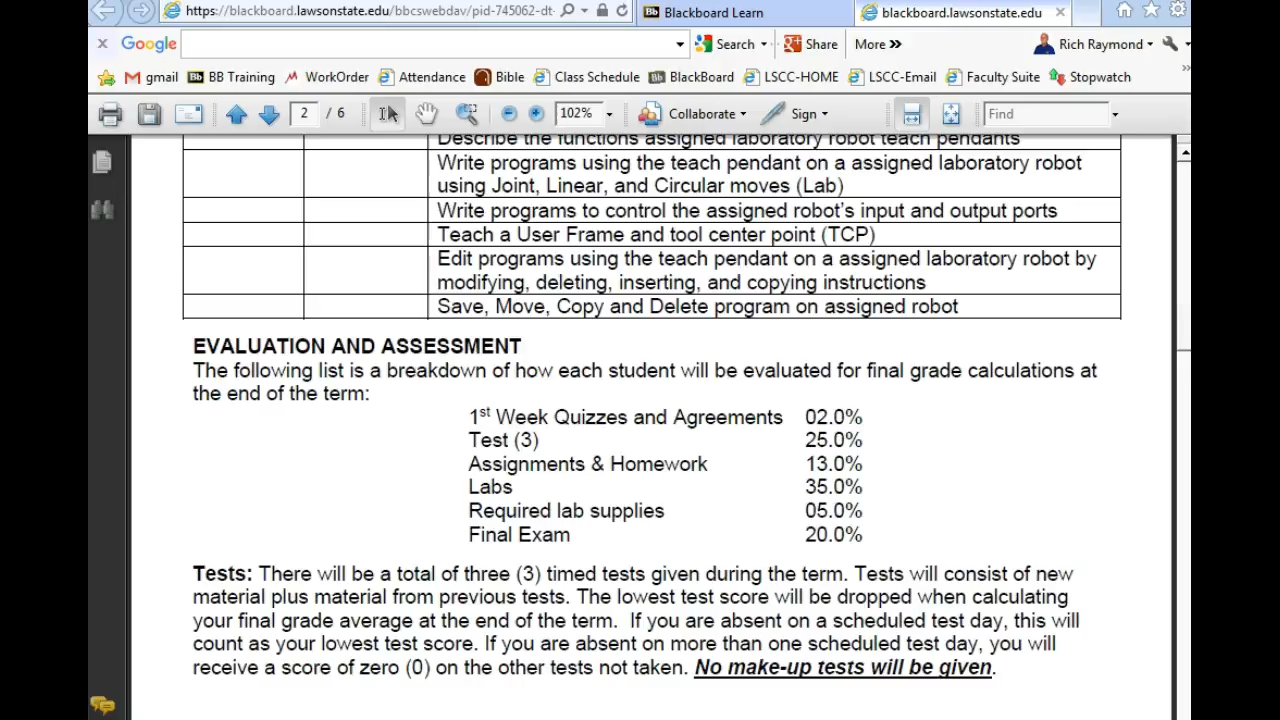 https://blackboard.lawsonstate.edu/bbcswebdav/pid-745062-dt- Bb Blackboard Learn blackboard.lawsonstate.edu
x Google Search Share More » Rich Raymond
gmail Bb BB Training WorkOrder Attendance Bible Class Schedule Bb BlackBoard LSCC-HOME LSCC-Email Faculty Suite Stopwatch
2 / 6 102% Collaborate Sign Find
Describe the functions assigned laboratory robot teach pendants
Write programs using the teach pendant on a assigned laboratory robot
using Joint, Linear, and Circular moves (Lab)
Write programs to control the assigned robot's input and output ports
Teach a User Frame and tool center point (TCP)
Edit programs using the teach pendant on a assigned laboratory robot by
modifying, deleting, inserting, and copying instructions
Save, Move, Copy and Delete program on assigned robot
EVALUATION AND ASSESSMENT
The following list is a breakdown of how each student will be evaluated for final grade calculations at
the end of the term:
1st Week Quizzes and Agreements 02.0%
Test (3) 25.0%
Assignments & Homework 13.0%
Labs 35.0%
Required lab supplies 05.0%
Final Exam 20.0%
Tests: There will be a total of three (3) timed tests given during the term. Tests will consist of new
material plus material from previous tests. The lowest test score will be dropped when calculating
your final grade average at the end of the term. If you are absent on a scheduled test day, this will
count as your lowest test score. If you are absent on more than one scheduled test day, you will
receive a score of zero (0) on the other tests not taken. No make-up tests will be given.